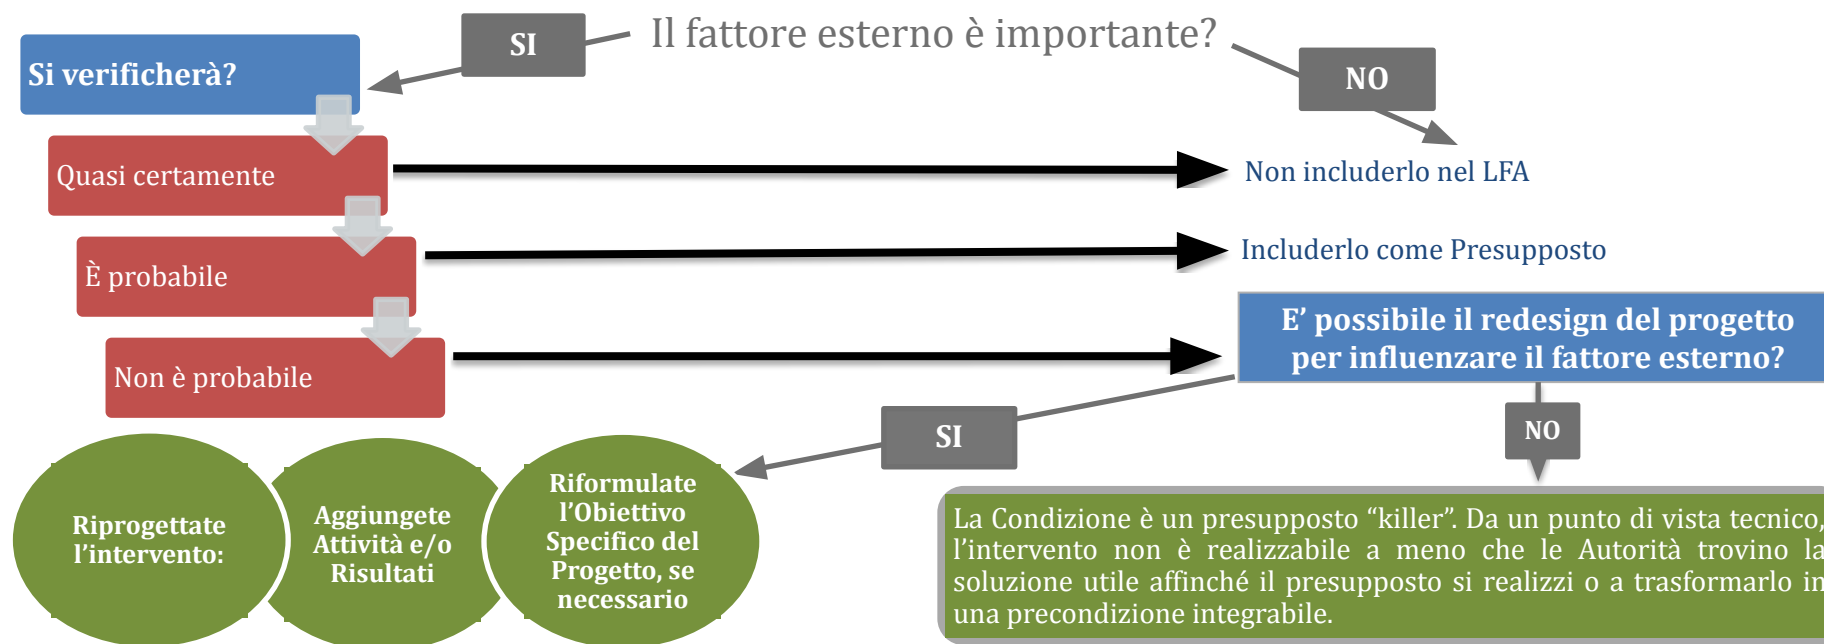 Il fattore esterno è importante?
SI
NO
Si verificherà?
Quasi certamente
Non includerlo nel LFA
È probabile
Includerlo come Presupposto
Non è probabile
E’ possibile il redesign del progetto
per influenzare il fattore esterno?
SI
NO
Riprogettate
l’intervento:
Aggiungete
Attività e/o
Risultati
Riformulate
l’Obiettivo
Specifico del
Progetto, se
necessario
La Condizione è un presupposto “killer”. Da un punto di vista tecnico,
l’intervento non è realizzabile a meno che le Autorità trovino la
soluzione utile affinché il presupposto si realizzi o a trasformarlo in
una precondizione integrabile.